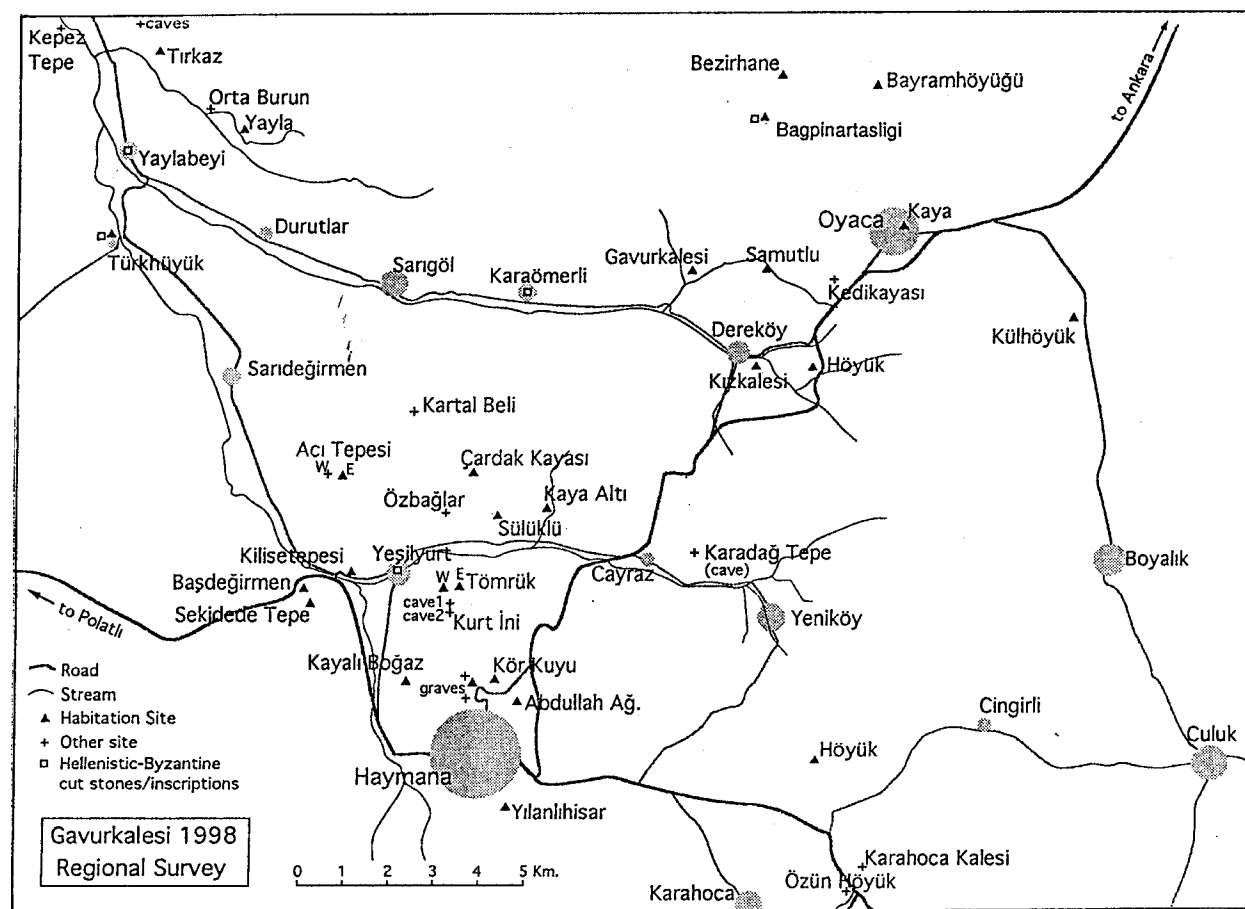 caves
Kepez
Tepe
Tırkaz
Orta Burun
Yayla
Bezirhane
Bayramhöyüğü
to Ankara
Bagpinartasligi
Yaylabeyi
Durutlar
Oyaca
Kaya
Türkhüyük
Sarıgöl
Karaömerli
Gavurkalesi
Samutlu
Kedikayası
Dereköy
Külhöyük
Sarıdeğirmen
Kızkalesi
Höyük
Kartal Beli
Acı Tepesi
W E
Çardak Kayası
Özbağlar
Kaya Altı
Sülüklü
Kilisetepesi
Yeşilyurt
Karadağ Tepe
(cave)
Boyalık
Başdeğirmen
W E Tömrük
Cayraz
to Polatlı
Sekidede Tepe
cave1
cave2
Kurt İni
Yeniköy
Kayalı Boğaz
Kör Kuyu
graves
Abdullah Ağ.
Cingirli
Culuk
Höyük
Haymana
Yılanlıhisar
Road
Stream
Habitation Site
Other site
Hellenistic-Byzantine
cut stones/inscriptions
Gavurkalesi 1998
Regional Survey
0 1 2 3 4 5 Km.
Karahoca Kalesi
Özün Höyük
Karahoca